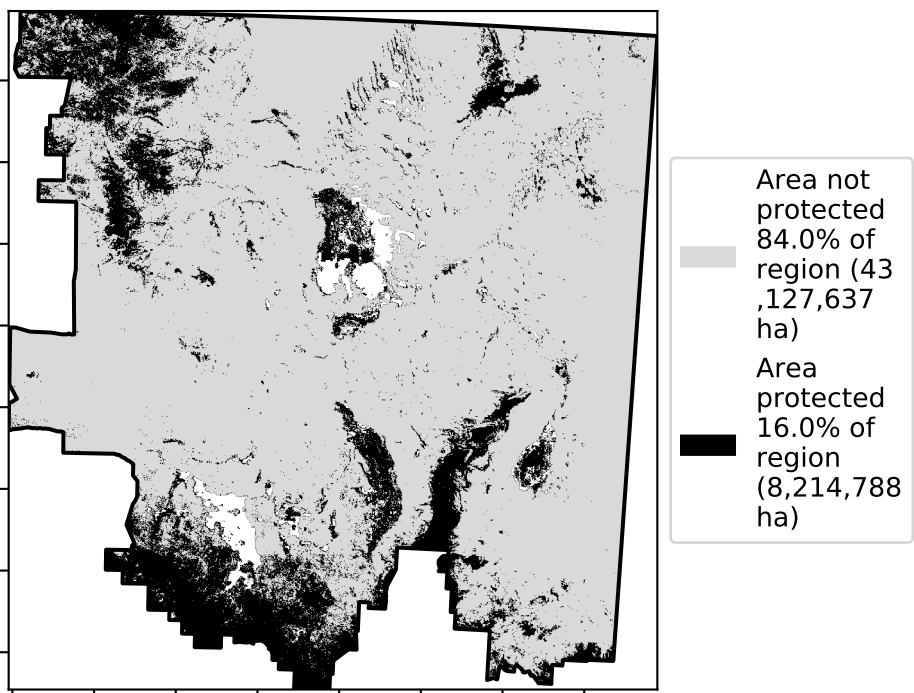 Area not
protected
84.0% of
region (43
,127,637
ha)
Area
protected
16.0% of
region
(8,214,788
ha)